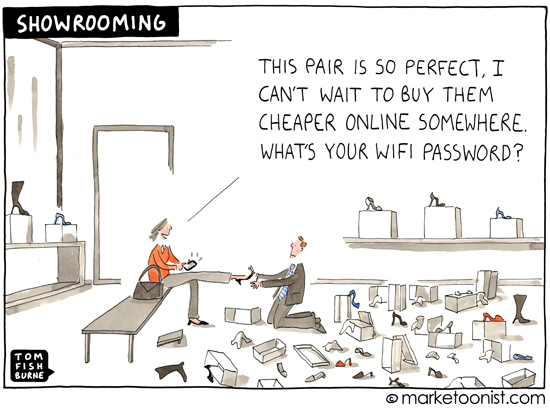 SHOWROOMING
THIS PAIR IS SO PERFECT, I
CAN'T WAIT TO BUY THEM
CHEAPER ONLINE SOMEWHERE.
WHAT'S YOUR WIFI PASSWORD?
TOM
FISH
BURNE
© marketoonist.com